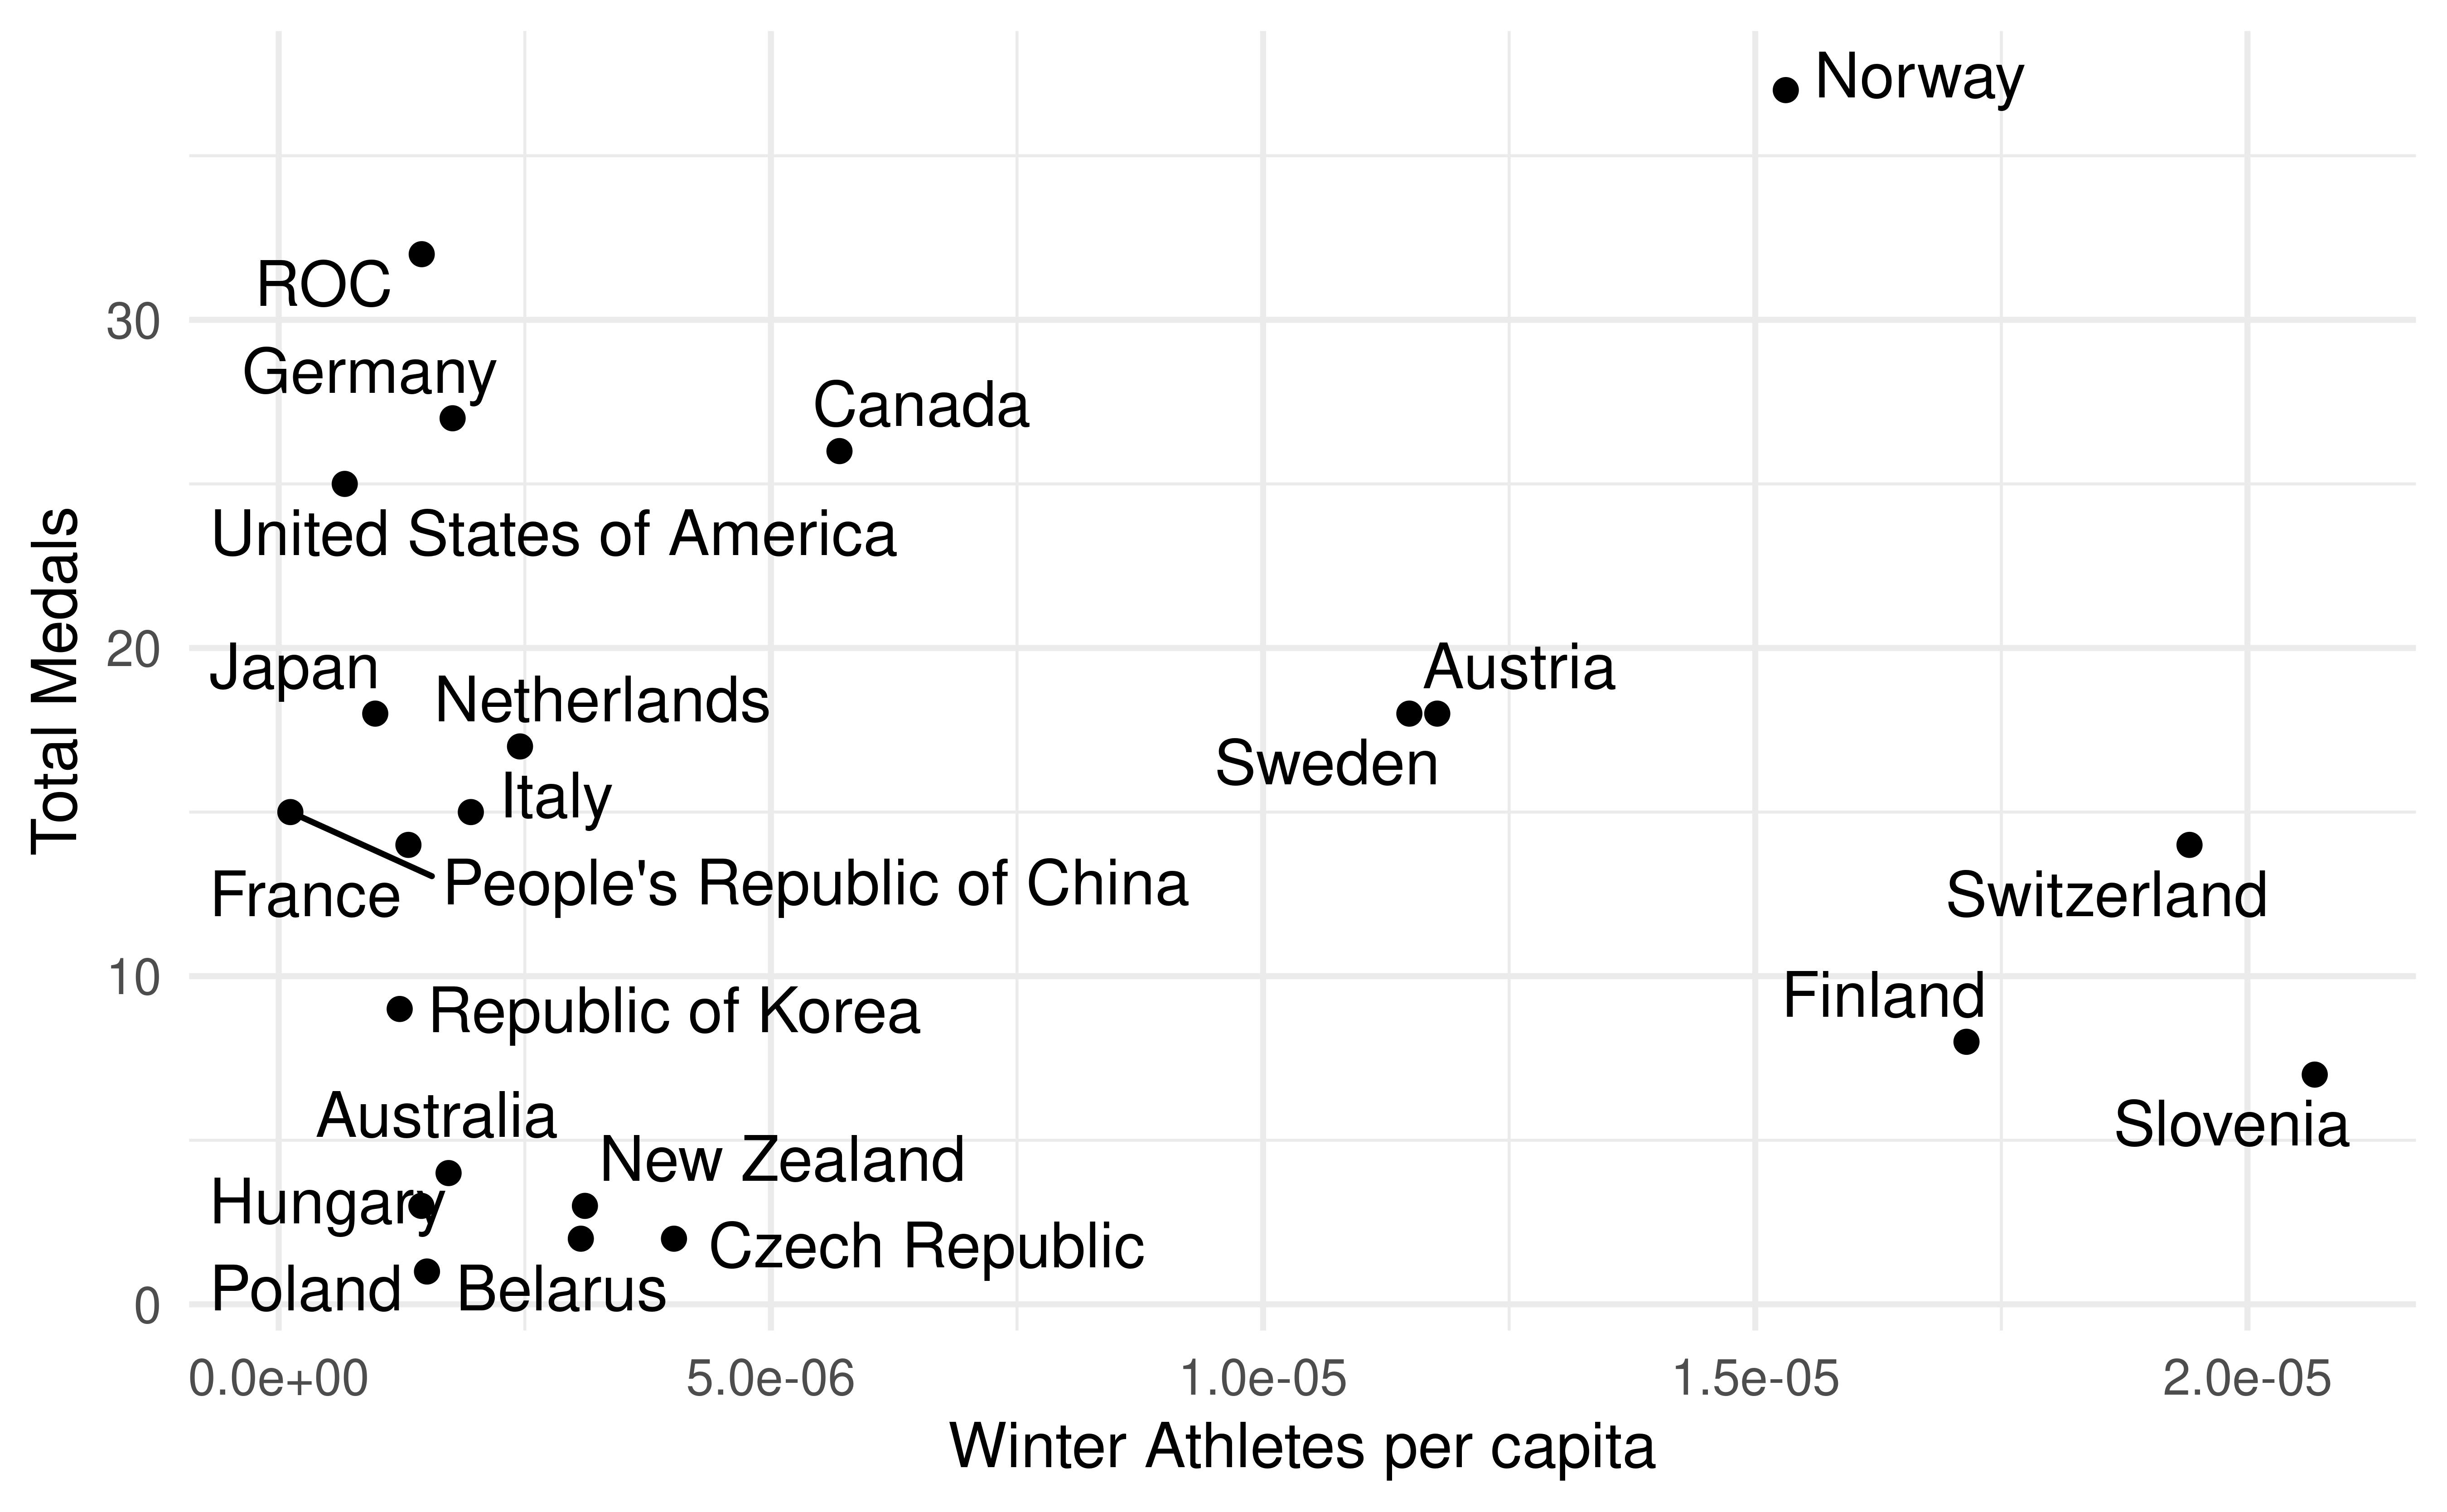 Norway
ROC
30
Germany
Canada
United States of America
Total Medals
20
Japan
Netherlands
Austria
Sweden
Italy
People's Republic of China
France
Switzerland
10
Finland
Republic of Korea
Australia
Slovenia
New Zealand
Hungary
Czech Republic
Poland
Belarus
0
0.0e+00 5.0e-06 1.0e-05 1.5e-05 2.0e-05
Winter Athletes per capita